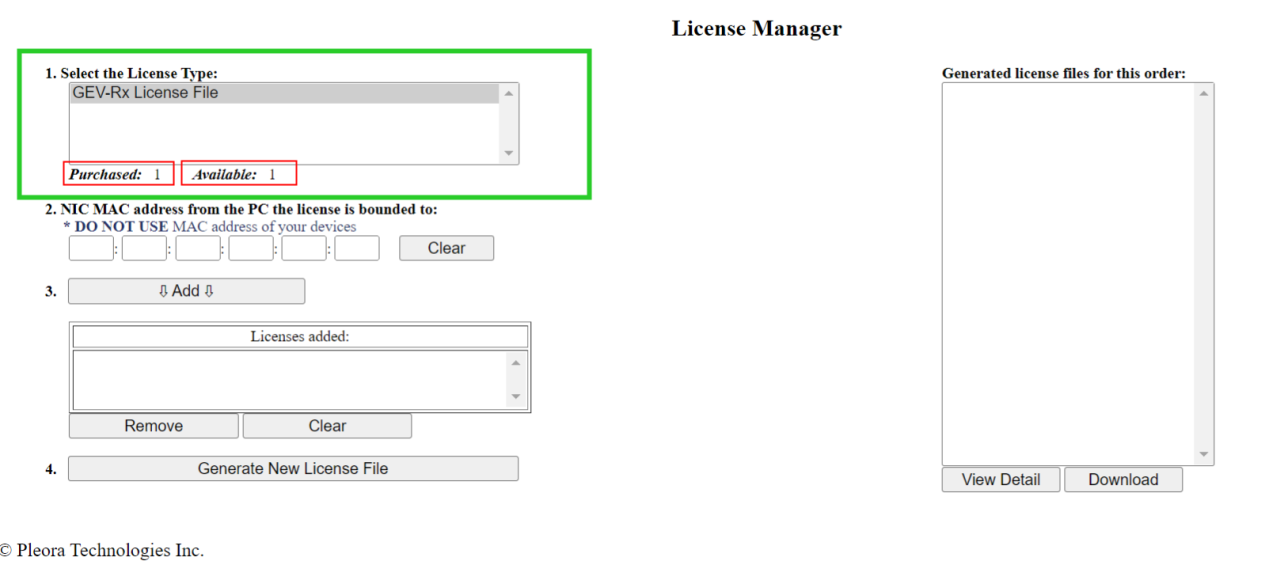 License Manager
1. Select the License Type:
GEV-Rx License File
Purchased: 1 Available: 1
2. NIC MAC address from the PC the license is bounded to:
* DO NOT USE MAC address of your devices
: : : : : Clear
3. ⇩ Add ⇩
Licenses added:
Remove Clear
4. Generate New License File
Generated license files for this order:
View Detail Download
© Pleora Technologies Inc.